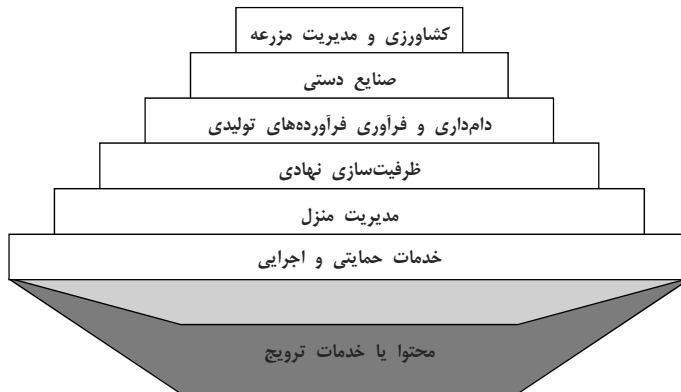 کشاورزی و مدیریت مزرعه
صنایع دستی
دام‌داری و فرآوری فرآورده‌های تولیدی
ظرفیت‌سازی نهادی
مدیریت منزل
خدمات حمایتی و اجرایی
محتوا یا خدمات ترویج